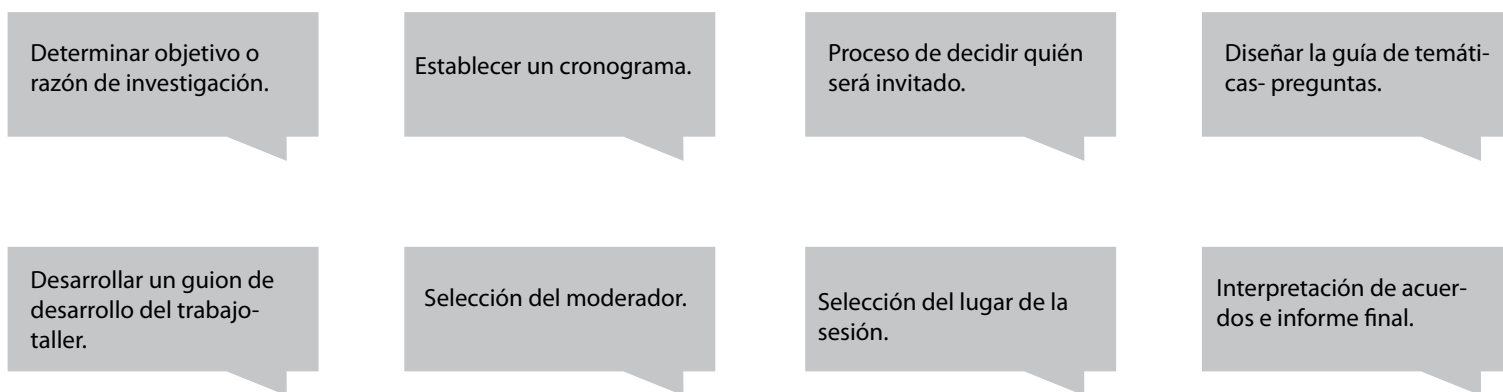 Determinar objetivo o
razón de investigación.
Establecer un cronograma.
Proceso de decidir quién
será invitado.
Diseñar la guía de temáti-
cas- preguntas.
Desarrollar un guion de
desarrollo del trabajo-
taller.
Selección del moderador.
Selección del lugar de la
sesión.
Interpretación de acuer-
dos e informe final.